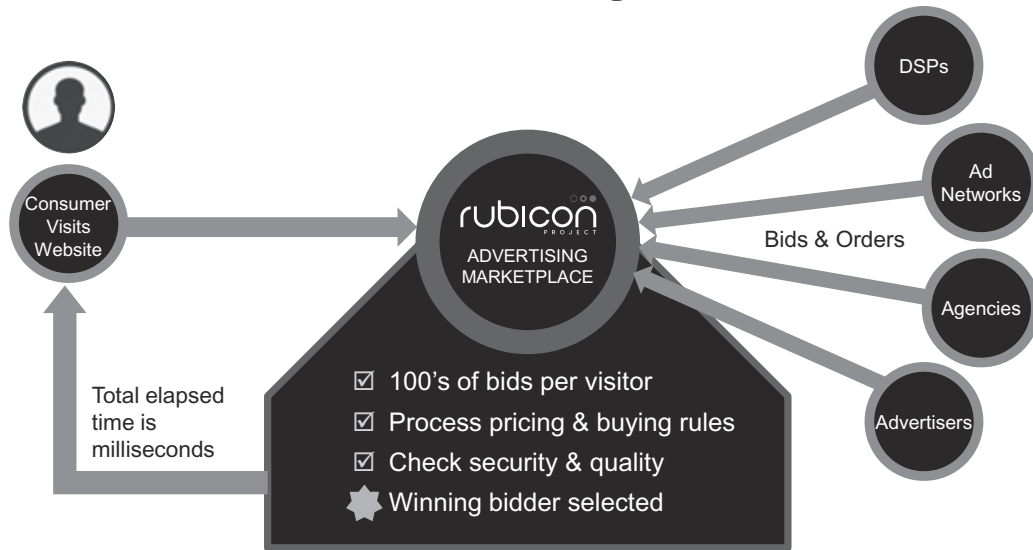 Consumer
Visits
Website
rubicon
PROJECT
ADVERTISING
MARKETPLACE
DSPs
Ad
Networks
Bids & Orders
Agencies
Advertisers
Total elapsed
time is
milliseconds
100's of bids per visitor
Process pricing & buying rules
Check security & quality
Winning bidder selected